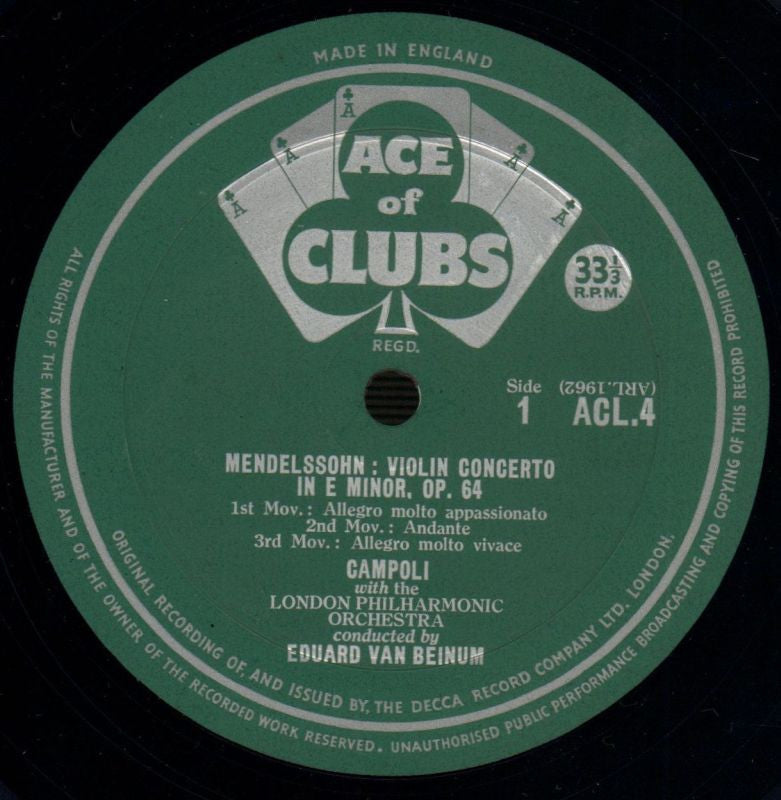 MADE IN ENGLAND
A
A
A
A
A
ACE
of
CLUBS
REGD.
33⅓
R.P.M.
Side
1
(ARL.1962)
ACL.4
MENDELSSOHN : VIOLIN CONCERTO
IN E MINOR, OP. 64
1st Mov.: Allegro molto appassionato
2nd Mov.: Andante
3rd Mov.: Allegro molto vivace
CAMPOLI
with the
LONDON PHILHARMONIC
ORCHESTRA
conducted by
EDUARD VAN BEINUM
ORIGINAL RECORDING OF, AND ISSUED BY, THE DECCA RECORD COMPANY LTD. LONDON.
ALL RIGHTS OF THE MANUFACTURER AND OF THE OWNER OF THE RECORDED WORK RESERVED. UNAUTHORISED PUBLIC PERFORMANCE BROADCASTING AND COPYING OF THIS RECORD PROHIBITED